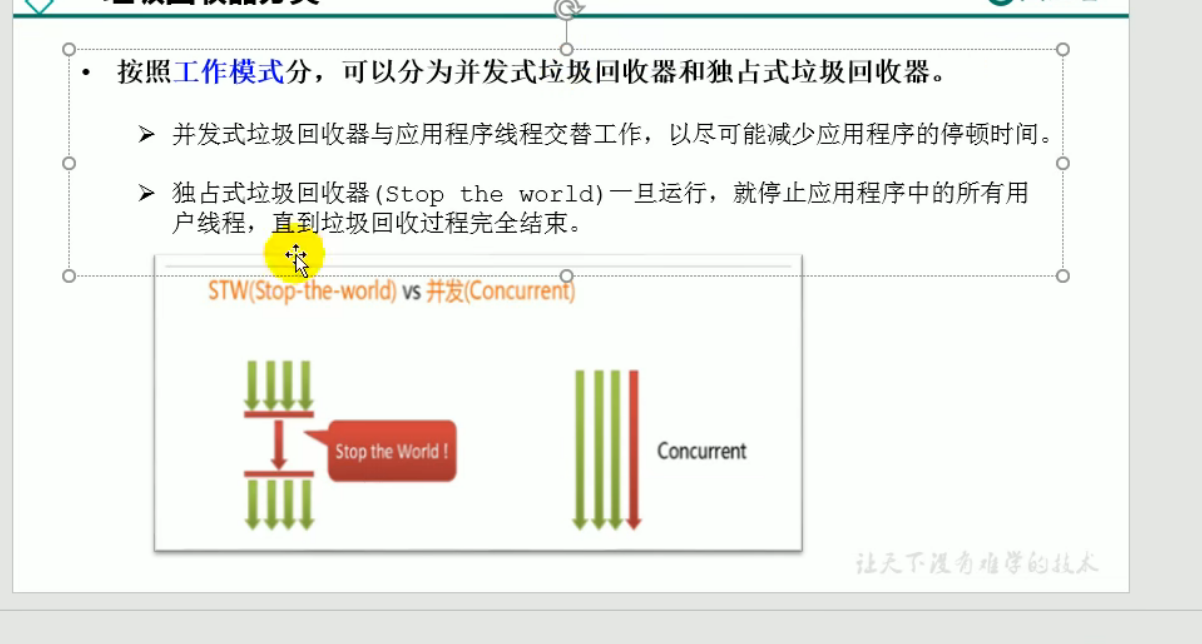 • 按照工作模式分，可以分为并发式垃圾回收器和独占式垃圾回收器。
➢ 并发式垃圾回收器与应用程序线程交替工作，以尽可能减少应用程序的停顿时间。
➢ 独占式垃圾回收器(Stop the world)一旦运行，就停止应用程序中的所有用
户线程，直到垃圾回收过程完全结束。
STW(Stop-the-world) vs 并发(Concurrent)
Stop the World !
Concurrent
让天下没有难学的技术